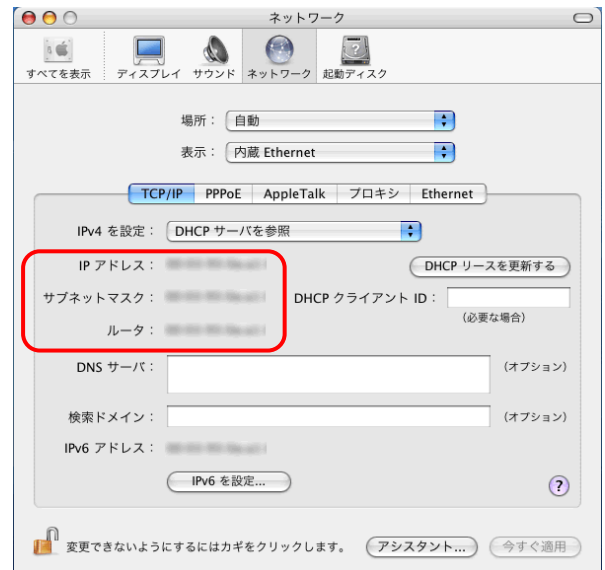 ネットワーク
すべてを表示 ディスプレイ サウンド ネットワーク 起動ディスク
場所： 自動
表示： 内蔵 Ethernet
TCP/IP PPPoE AppleTalk プロキシ Ethernet
IPv4 を設定： DHCP サーバを参照
IP アドレス： DHCP リースを更新する
サブネットマスク： DHCP クライアント ID：
(必要な場合)
ルータ：
DNS サーバ： (オプション)
検索ドメイン： (オプション)
IPv6 アドレス：
IPv6 を設定...
?
変更できないようにするにはカギをクリックします。 アシスタント... 今すぐ適用